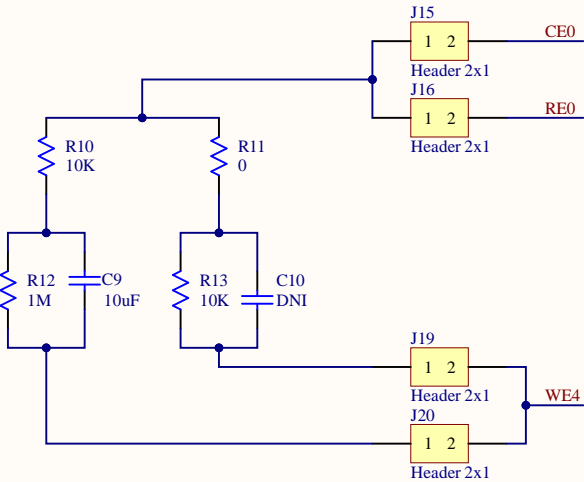 J15
1 2
CE0
Header 2x1
J16
1 2
RE0
Header 2x1
R10
10K
R11
0
R12
1M
C9
10uF
R13
10K
C10
DNI
J19
1 2
Header 2x1
WE4
J20
1 2
Header 2x1